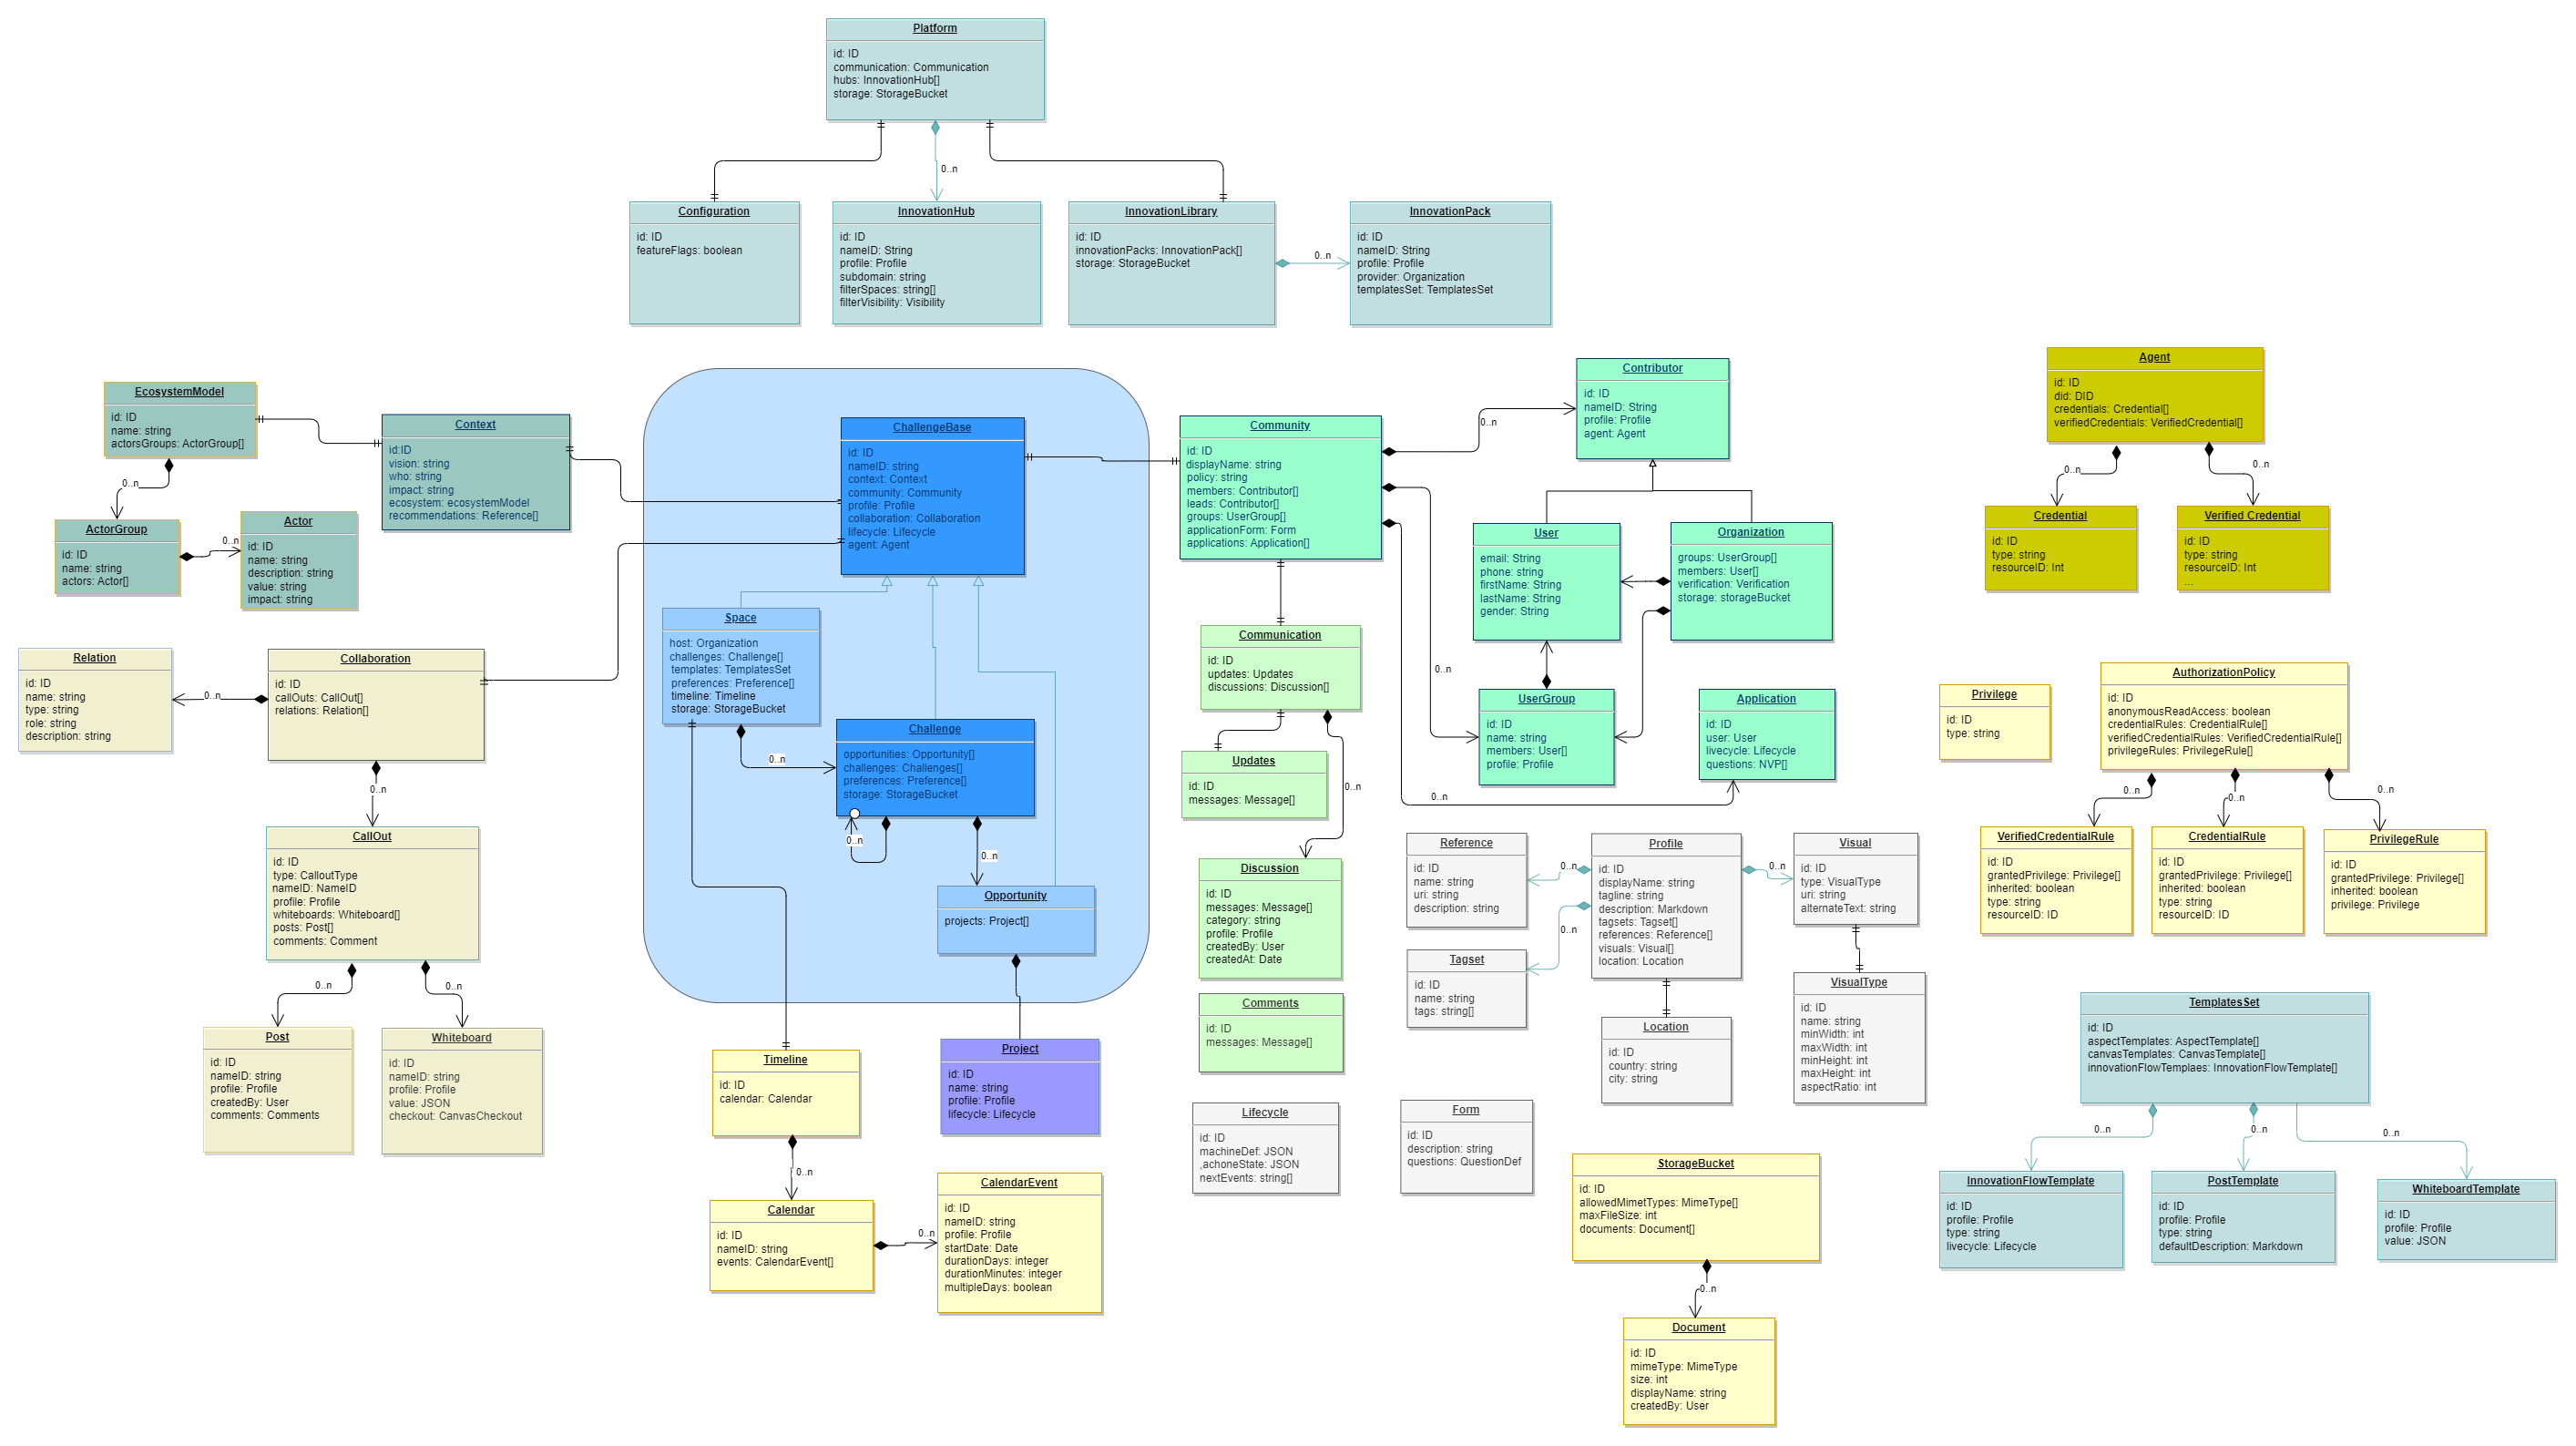 Platform
id: ID
communication: Communication
hubs: InnovationHub[]
storage: StorageBucket
0..n
Configuration
id: ID
featureFlags: boolean
InnovationHub
id: ID
nameID: String
profile: Profile
subdomain: string
filterSpaces: string[]
filterVisibility: Visibility
InnovationLibrary
id: ID
innovationPacks: InnovationPack[]
storage: StorageBucket
0..n
InnovationPack
id: ID
nameID: String
profile: Profile
provider: Organization
templatesSet: TemplatesSet
EcosystemModel
id: ID
name: string
actorsGroups: ActorGroup[]
0..n
Context
id:ID
vision: string
who: string
impact: string
ecosystem: ecosystemModel
recommendations: Reference[]
ActorGroup
id: ID
name: string
actors: Actor[]
0..n
Actor
id: ID
name: string
description: string
value: string
impact: string
ChallengeBase
id: ID
nameID: string
context: Context
community: Community
profile: Profile
collaboration: Collaboration
lifecycle: Lifecycle
agent: Agent
Community
id: ID
displayName: string
policy: string
members: Contributor[]
leads: Contributor[]
groups: UserGroup[]
applicationForm: Form
applications: Application[]
0..n
0..n
0..n
Contributor
id: ID
nameID: String
profile: Profile
agent: Agent
User
email: String
phone: string
firstName: String
lastName: String
gender: String
Organization
groups: UserGroup[]
members: User[]
verification: Verification
storage: storageBucket
Agent
id: ID
did: DID
credentials: Credential[]
verifiedCredentials: VerifiedCredential[]
0..n
0..n
Credential
id: ID
type: string
resourceID: Int
Verified Credential
id: ID
type: string
resourceID: Int
...
Relation
id: ID
name: string
type: string
role: string
description: string
0..n
Collaboration
id: ID
callOuts: CallOut[]
relations: Relation[]
0..n
Space
host: Organization
challenges: Challenge[]
templates: TemplatesSet
preferences: Preference[]
timeline: Timeline
storage: StorageBucket
0..n
Challenge
opportunities: Opportunity[]
challenges: Challenges[]
preferences: Preference[]
storage: StorageBucket
0..n
0..n
Opportunity
projects: Project[]
Communication
id: ID
updates: Updates
discussions: Discussion[]
0..n
Updates
id: ID
messages: Message[]
UserGroup
id: ID
name: string
members: User[]
profile: Profile
Application
id: ID
user: User
livecycle: Lifecycle
questions: NVP[]
Privilege
id: ID
type: string
AuthorizationPolicy
id: ID
anonymousReadAccess: boolean
credentialRules: CredentialRule[]
verifiedCredentialRules: VerifiedCredentialRule[]
privilegeRules: PrivilegeRule[]
0..n
0..n
0..n
VerifiedCredentialRule
id: ID
grantedPrivilege: Privilege[]
inherited: boolean
type: string
resourceID: ID
CredentialRule
id: ID
grantedPrivilege: Privilege[]
inherited: boolean
type: string
resourceID: ID
PrivilegeRule
id: ID
grantedPrivilege: Privilege[]
inherited: boolean
privilege: Privilege
CallOut
id: ID
type: CalloutType
nameID: NameID
profile: Profile
whiteboards: Whiteboard[]
posts: Post[]
comments: Comment
0..n
0..n
Post
id: ID
nameID: string
profile: Profile
createdBy: User
comments: Comments
Whiteboard
id: ID
nameID: string
profile: Profile
value: JSON
checkout: CanvasCheckout
Discussion
id: ID
messages: Message[]
category: string
profile: Profile
createdBy: User
createdAt: Date
Comments
id: ID
messages: Message[]
Reference
id: ID
name: string
uri: string
description: string
0..n
Tagset
id: ID
name: string
tags: string[]
0..n
Profile
id: ID
displayName: string
tagline: string
description: Markdown
tagsets: Tagset[]
references: Reference[]
visuals: Visual[]
location: Location
0..n
Visual
id: ID
type: VisualType
uri: string
alternateText: string
VisualType
id: ID
name: string
minWidth: int
maxWidth: int
minHeight: int
maxHeight: int
aspectRatio: int
Location
id: ID
country: string
city: string
Timeline
id: ID
calendar: Calendar
0..n
Project
id: ID
name: string
profile: Profile
lifecycle: Lifecycle
Calendar
id: ID
nameID: string
events: CalendarEvent[]
0..n
CalendarEvent
id: ID
nameID: string
profile: Profile
startDate: Date
durationDays: integer
durationMinutes: integer
multipleDays: boolean
Lifecycle
id: ID
machineDef: JSON
,achoneState: JSON
nextEvents: string[]
Form
id: ID
description: string
questions: QuestionDef
StorageBucket
id: ID
allowedMimetTypes: MimeType[]
maxFileSize: int
documents: Document[]
0..n
Document
id: ID
mimeType: MimeType
size: int
displayName: string
createdBy: User
TemplatesSet
id: ID
aspectTemplates: AspectTemplate[]
canvasTemplates: CanvasTemplate[]
innovationFlowTemplaes: InnovationFlowTemplate[]
0..n
0..n
0..n
InnovationFlowTemplate
id: ID
profile: Profile
type: string
livecycle: Lifecycle
PostTemplate
id: ID
profile: Profile
type: string
defaultDescription: Markdown
WhiteboardTemplate
id: ID
profile: Profile
value: JSON